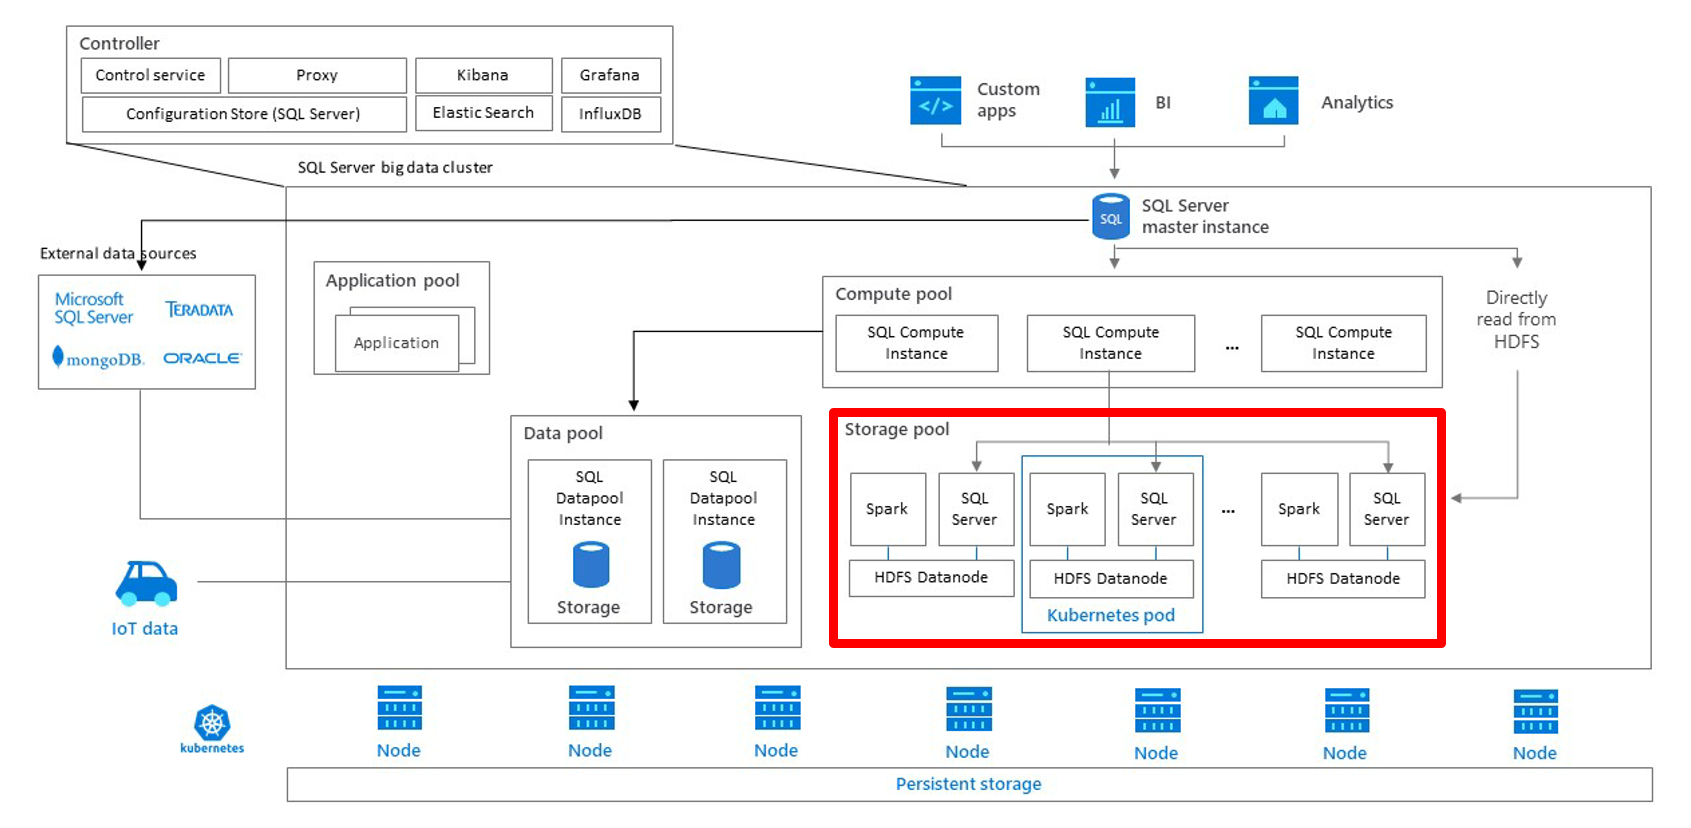 Controller
Control service
Proxy
Kibana
Grafana
Configuration Store (SQL Server)
Elastic Search
InfluxDB
Custom
apps
BI
Analytics
SQL Server big data cluster
SQL
SQL Server
master instance
External data sources
Microsoft
SQL Server
TERADATA
mongoDB.
ORACLE
Application pool
Application
Compute pool
SQL Compute
Instance
SQL Compute
Instance
...
SQL Compute
Instance
Directly
read from
HDFS
Data pool
SQL
Datapool
Instance
Storage
SQL
Datapool
Instance
Storage
Storage pool
Spark
SQL
Server
HDFS Datanode
Spark
SQL
Server
HDFS Datanode
Kubernetes pod
...
Spark
SQL
Server
HDFS Datanode
IoT data
kubernetes
Node
Node
Node
Node
Node
Node
Node
Persistent storage